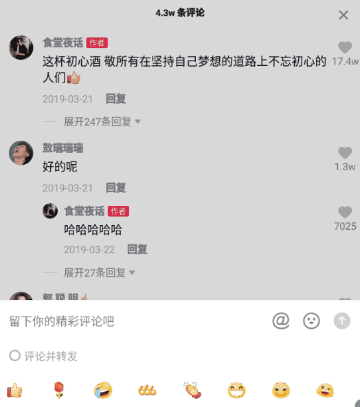 4.3w 条评论
食堂夜话 作者
这杯初心酒 敬所有在坚持自己梦想的道路上不忘初心的
人们👍
17.4w
2019-03-21 回复
展开247条回复
敖瑞瑞瑞
好的呢
1.3w
2019-03-21 回复
食堂夜话 作者
哈哈哈哈哈
7025
2019-03-22 回复
展开27条回复
郭 聪 明
留下你的精彩评论吧
@
评论并转发